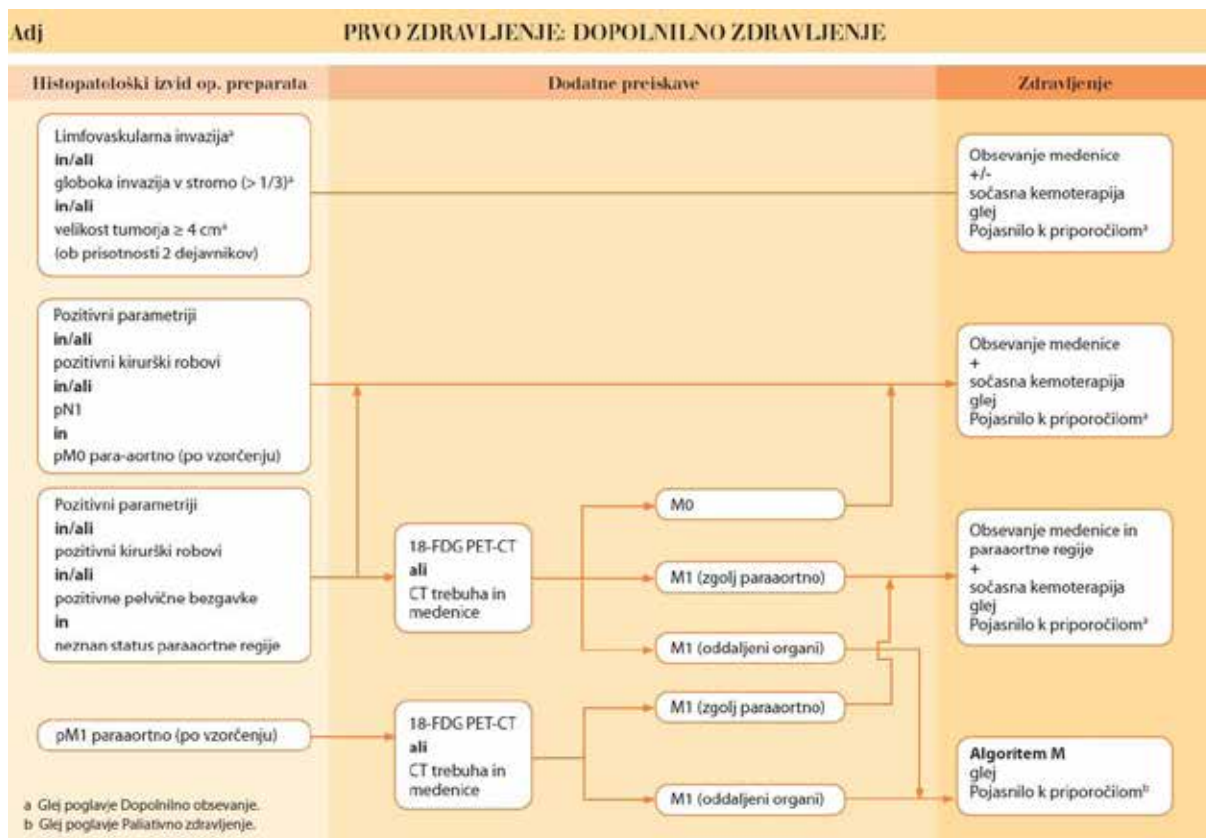 Adj
PRVO ZDRAVLJENJE: DOPOLNILNO ZDRAVLJENJE
Histopatološki izvid op. preparata
Dodatne preiskave
Zdravljenje
Limfovaskularna invazijaᵃ
in/ali
globoka invazija v stromo (> 1/3)ᵃ
in/ali
velikost tumorja ≥ 4 cmᵃ
(ob prisotnosti 2 dejavnikov)
Obsevanje medenice
+/-
sočasna kemoterapija
glej
Pojasnilo k priporočilomᵃ
Pozitivni parametriji
in/ali
pozitivni kirurški robovi
in/ali
pN1
in
pM0 para-aortno (po vzorčenju)
Obsevanje medenice
+
sočasna kemoterapija
glej
Pojasnilo k priporočilomᵃ
Pozitivni parametriji
in/ali
pozitivni kirurški robovi
in/ali
pozitivne pelvične bezgavke
in
neznan status paraaortne regije
18-FDG PET-CT
ali
CT trebuha in
medenice
M0
M1 (zgolj paraaortno)
M1 (oddaljeni organi)
Obsevanje medenice in
paraaortne regije
+
sočasna kemoterapija
glej
Pojasnilo k priporočilomᵃ
pM1 paraaortno (po vzorčenju)
18-FDG PET-CT
ali
CT trebuha in
medenice
M1 (zgolj paraaortno)
M1 (oddaljeni organi)
Algoritem M
glej
Pojasnilo k priporočilomᵇ
a Glej poglavje Dopolnilno obsevanje.
b Glej poglavje Paliativno zdravljenje.